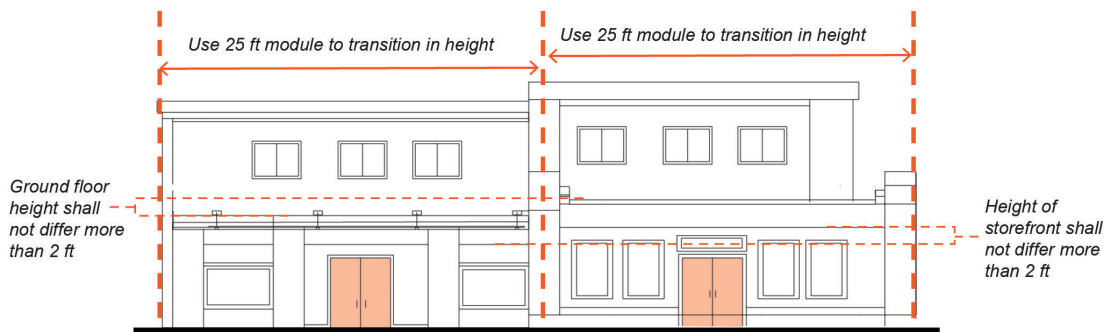 Use 25 ft module to transition in height
Use 25 ft module to transition in height
Ground floor
height shall
not differ more
than 2 ft
Height of
storefront shall
not differ more
than 2 ft